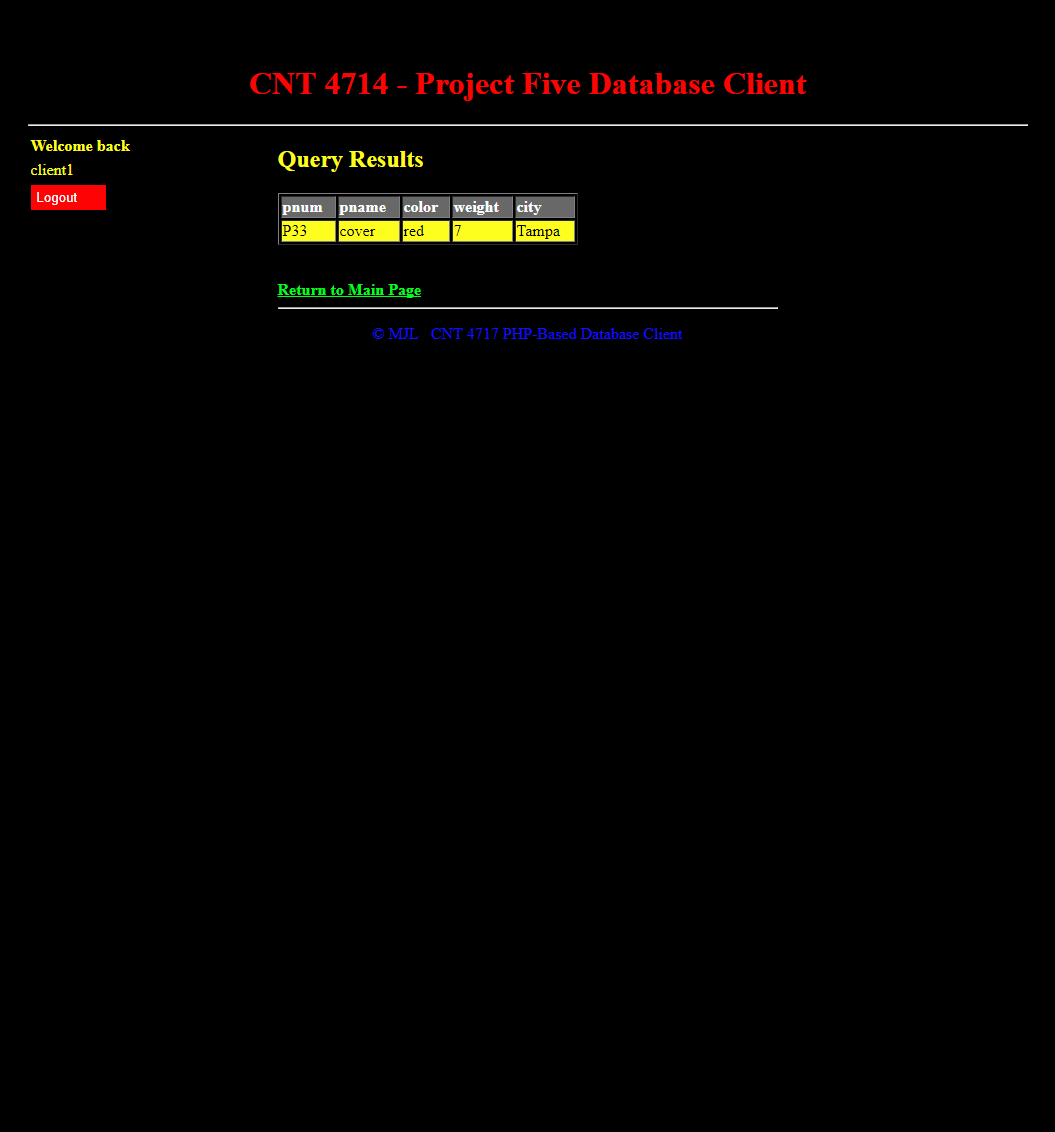 CNT 4714 - Project Five Database Client
Welcome back
client1
Logout
Query Results
pnum pname color weight city
P33 cover red 7 Tampa
Return to Main Page
© MJL CNT 4717 PHP-Based Database Client